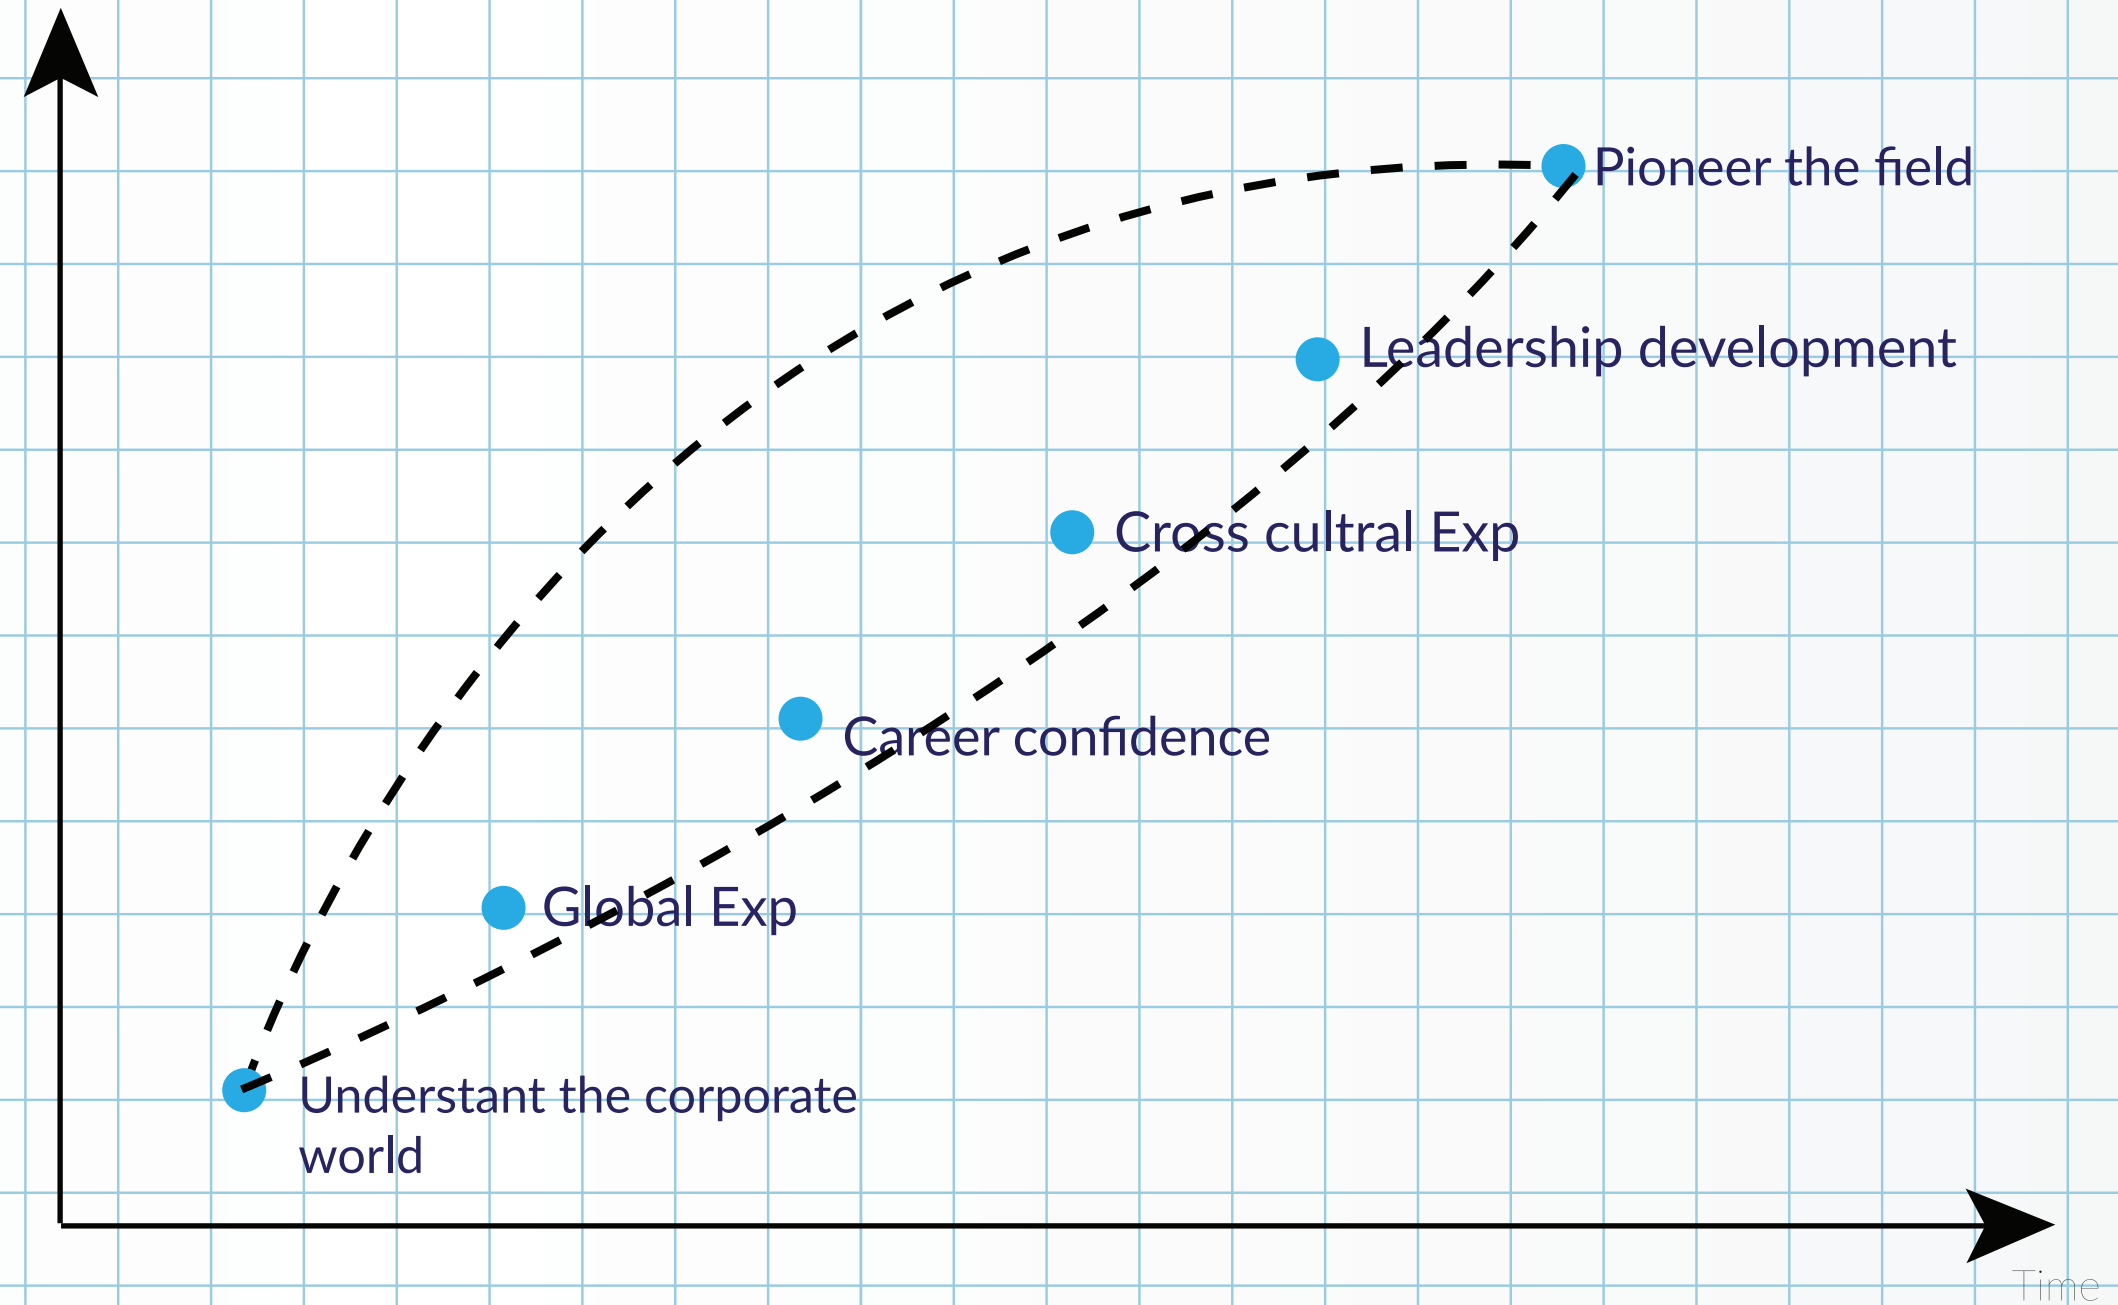 Pioneer the field
Leadership development
Cross cultral Exp
Career confidence
Global Exp
Understant the corporate
world
Time